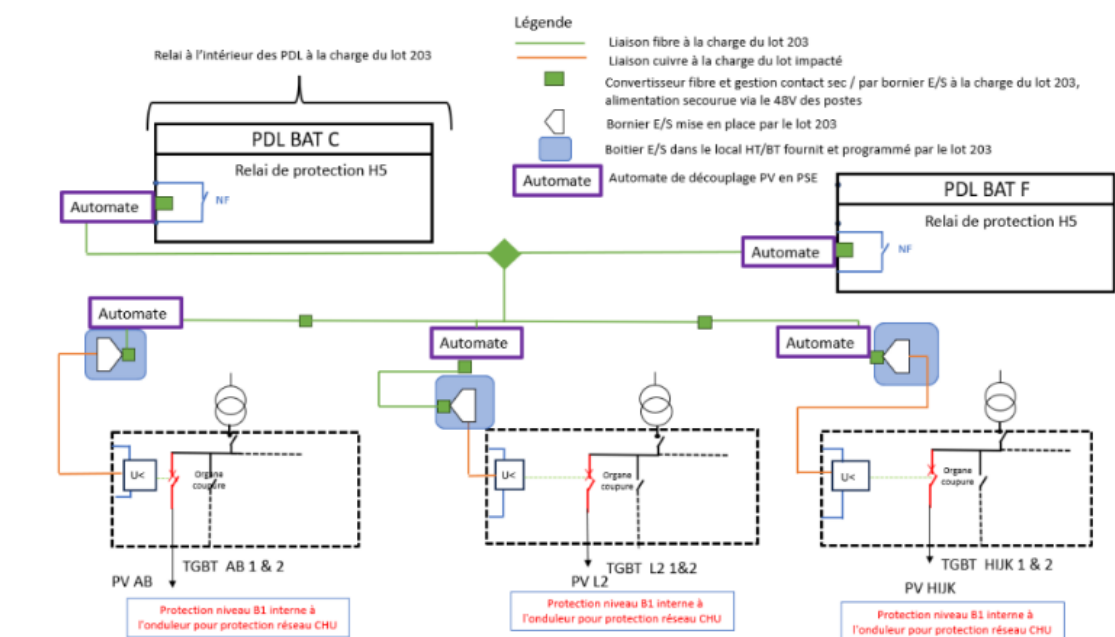 Légende
Relai à l'intérieur des PDL à la charge du lot 203
Liaison fibre à la charge du lot 203
Liaison cuivre à la charge du lot impacté
Convertisseur fibre et gestion contact sec / par bornier E/S à la charge du lot 203,
alimentation secourue via le 48V des postes
Bornier E/S mise en place par le lot 203
Boitier E/S dans le local HT/BT fournit et programmé par le lot 203
Automate
Automate de découplage PV en PSE
PDL BAT C
Relai de protection H5
Automate
NF
PDL BAT F
Relai de protection H5
Automate
NF
Automate
Automate
Automate
U<
Organe
coupure
U<
Organe
coupure
U<
Organe
coupure
TGBT AB 1 & 2
PV AB
TGBT L2 1&2
PV L2
TGBT HIJK 1 & 2
PV HIJK
Protection niveau B1 interne à
l'onduleur pour protection réseau CHU
Protection niveau B1 interne à
l'onduleur pour protection réseau CHU
Protection niveau B1 interne à
l'onduleur pour protection réseau CHU